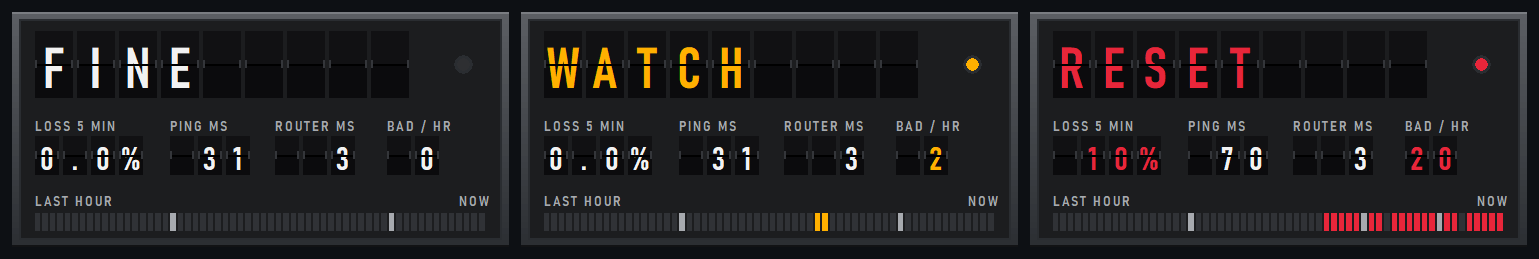 FINE
LOSS 5 MIN PING MS ROUTER MS BAD / HR
0.0% 31 3 0
LAST HOUR NOW
WATCH
LOSS 5 MIN PING MS ROUTER MS BAD / HR
0.0% 31 3 2
LAST HOUR NOW
RESET
LOSS 5 MIN PING MS ROUTER MS BAD / HR
10% 70 3 20
LAST HOUR NOW